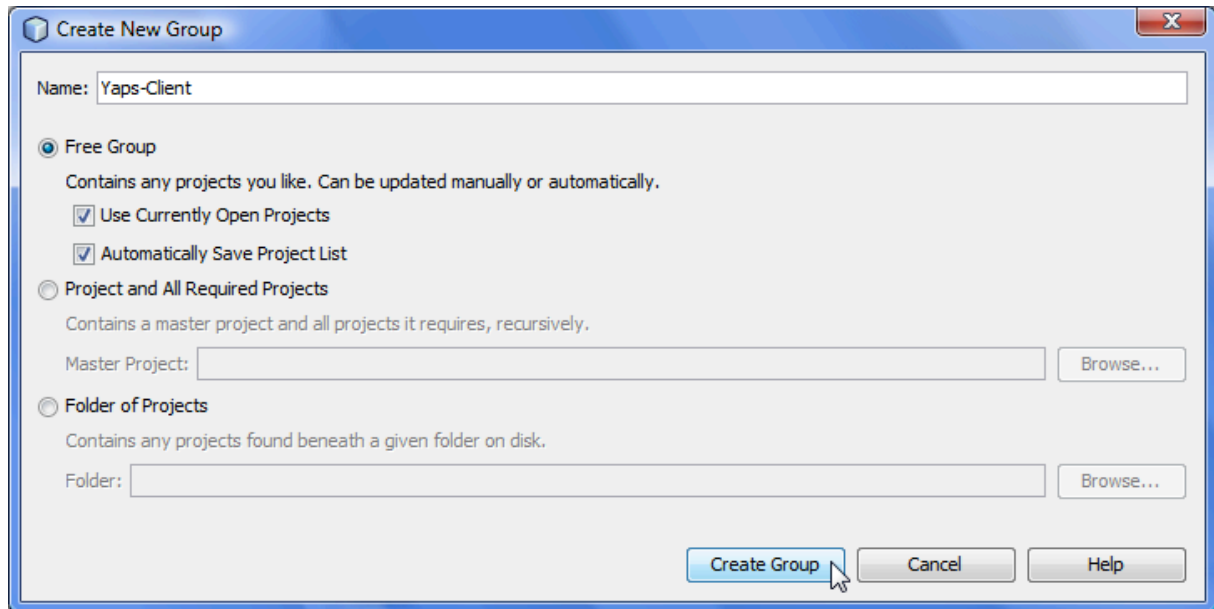 Create New Group
Name: Yaps-Client
Free Group
Contains any projects you like. Can be updated manually or automatically.
Use Currently Open Projects
Automatically Save Project List
Project and All Required Projects
Contains a master project and all projects it requires, recursively.
Master Project: Browse...
Folder of Projects
Contains any projects found beneath a given folder on disk.
Folder: Browse...
Create Group Cancel Help